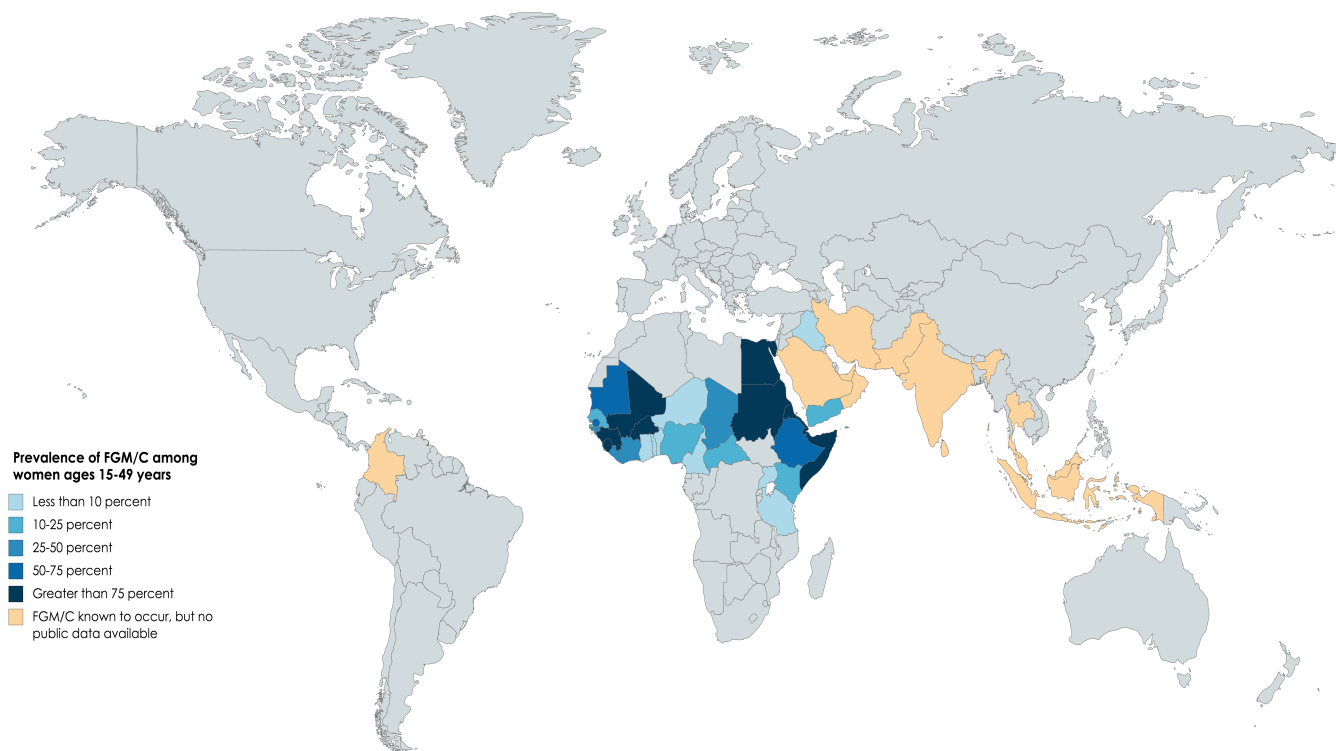 Prevalence of FGM/C among
women ages 15-49 years
Less than 10 percent
10-25 percent
25-50 percent
50-75 percent
Greater than 75 percent
FGM/C known to occur, but no
public data available